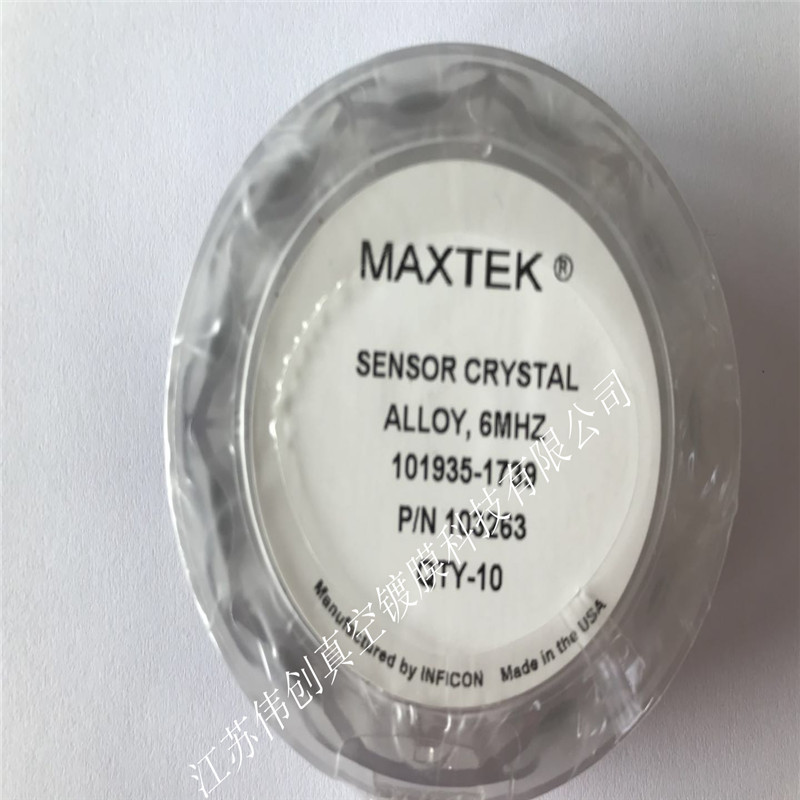 MAXTEK ®
SENSOR CRYSTAL
ALLOY, 6MHZ
P/N 103263
QTY-10
Manufactured by INFICON Made in the USA
江苏伟创真空镀膜科技有限公司